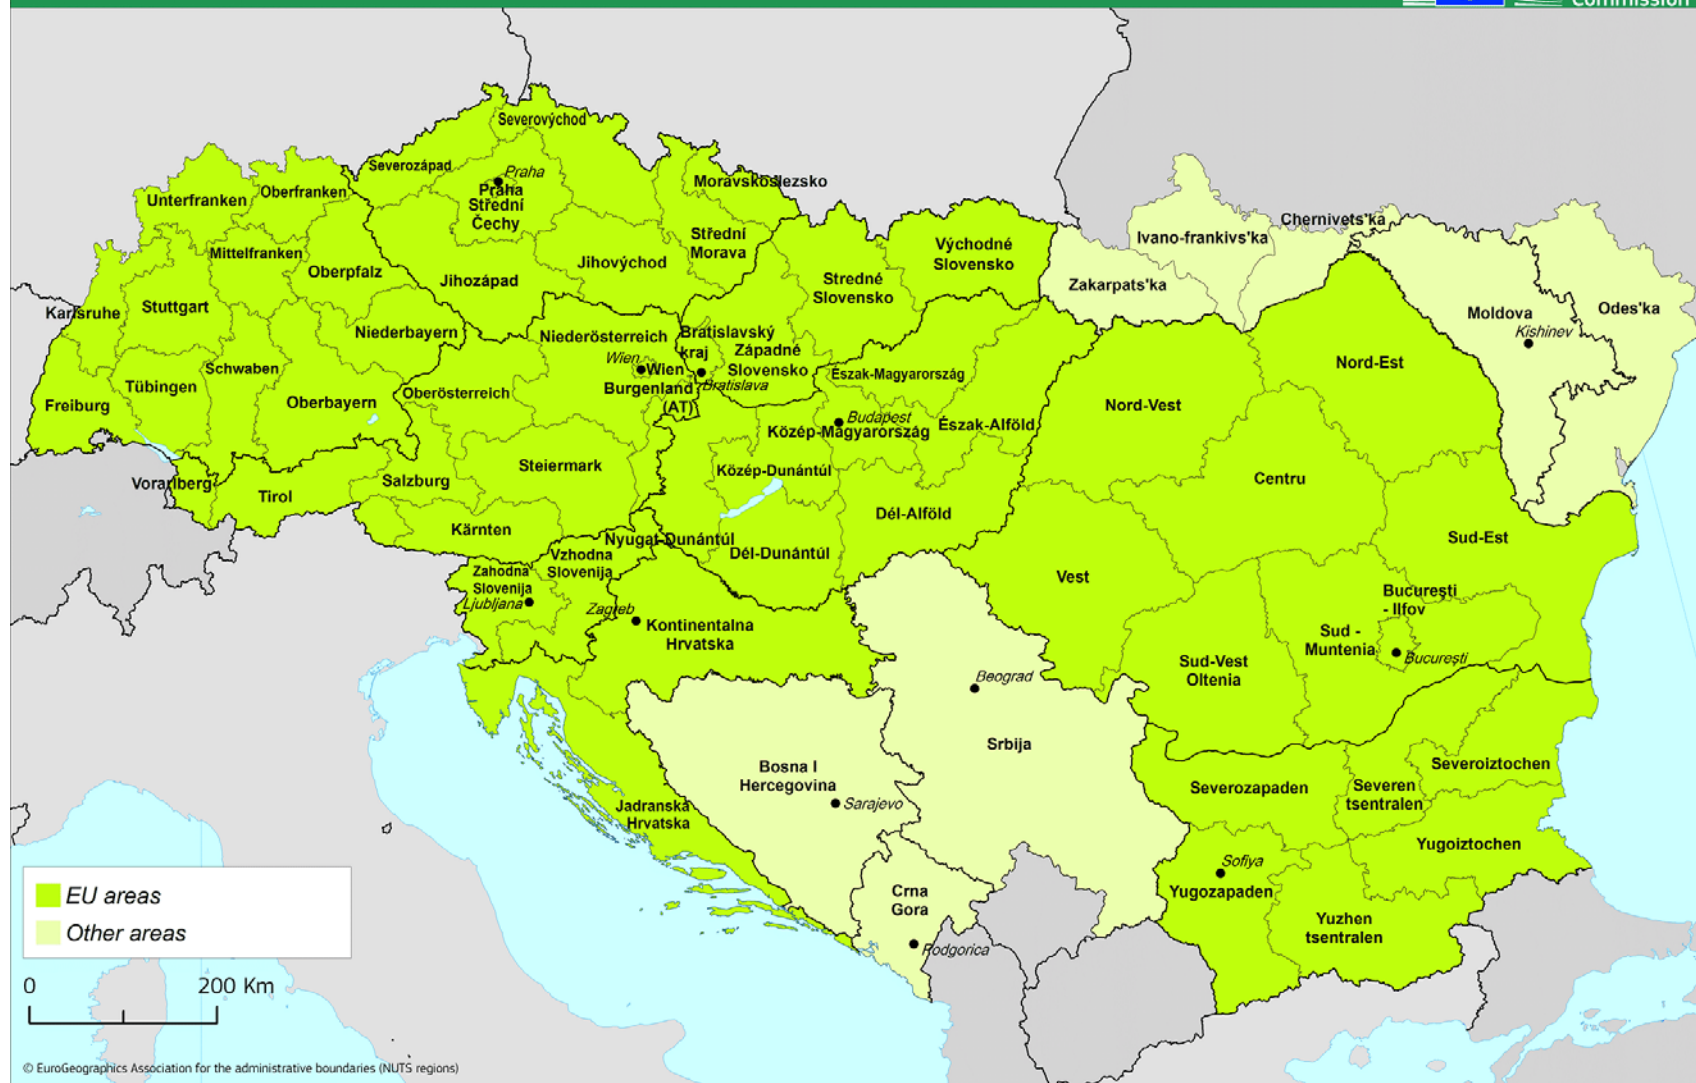 Commission
Severovýchod
Severozápad
Praha
Praha
Střední
Čechy
Moravskoslezsko
Unterfranken
Oberfranken
Střední
Morava
Mittelfranken
Oberpfalz
Jihozápad
Jihovýchod
Východné
Slovensko
Stredné
Slovensko
Ivano-frankivs'ka
Chernivets'ka
Zakarpats'ka
Moldova
Kishinev
Odes'ka
Karlsruhe
Stuttgart
Niederbayern
Niederösterreich
Bratislavský
kraj
Západné
Slovensko
Wien
Wien
Bratislava
Burgenland
(AT)
Schwaben
Tübingen
Freiburg
Oberbayern
Oberösterreich
Észak-Magyarország
Budapest
Közép-Magyarország
Észak-Alföld
Nord-Vest
Nord-Est
Vorarlberg
Tirol
Salzburg
Steiermark
Közép-Dunántúl
Centru
Kärnten
Nyugat-Dunántúl
Dél-Dunántúl
Dél-Alföld
Sud-Est
Vzhodna
Slovenija
Zahodna
Slovenija
Ljubljana
Zagreb
Kontinentalna
Hrvatska
Vest
Bucureşti
- Ilfov
Sud -
Muntenia
Bucureşti
Sud-Vest
Oltenia
Beograd
Srbija
Bosna I
Hercegovina
Sarajevo
Jadranska
Hrvatska
Severozapaden
Severen
tsentralen
Severoiztochen
Yugoiztochen
Sofiya
Yugozapaden
Yuzhen
tsentralen
Crna
Gora
Podgorica
EU areas
Other areas
0 200 Km
© EuroGeographics Association for the administrative boundaries (NUTS regions)